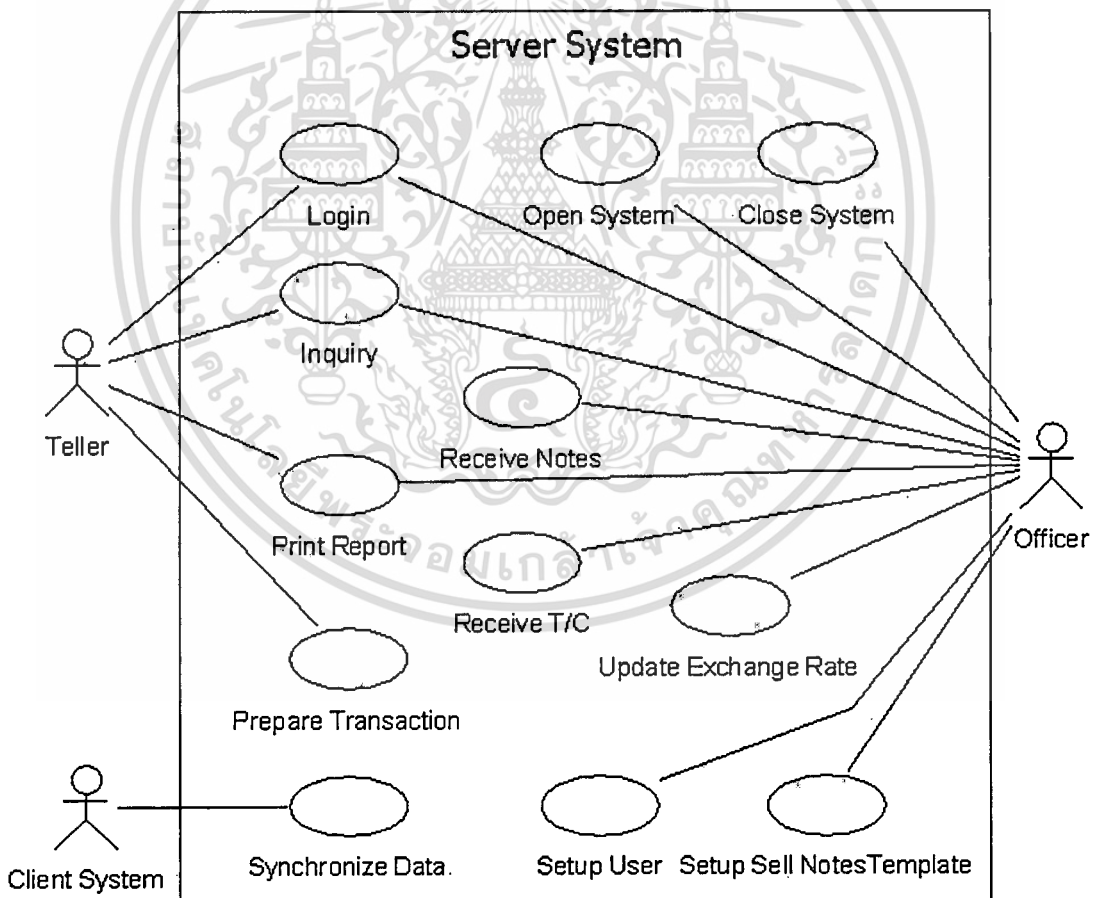 Server System
Login
Open System
Close System
Inquiry
Teller
Receive Notes
Print Report
Officer
Receive T/C
Update Exchange Rate
Prepare Transaction
Client System
Synchronize Data.
Setup User
Setup Sell NotesTemplate